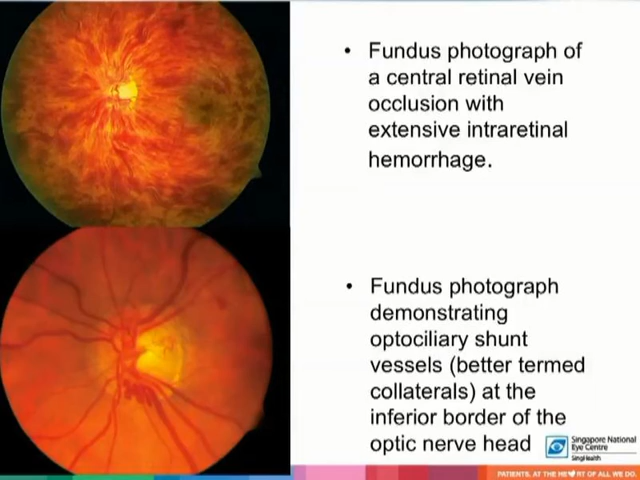 • Fundus photograph of
a central retinal vein
occlusion with
extensive intraretinal
hemorrhage.
• Fundus photograph
demonstrating
optociliary shunt
vessels (better termed
collaterals) at the
inferior border of the
optic nerve head
Singapore National
Eye Centre
SingHealth
PATIENTS. AT THE HE RT OF ALL WE DO.